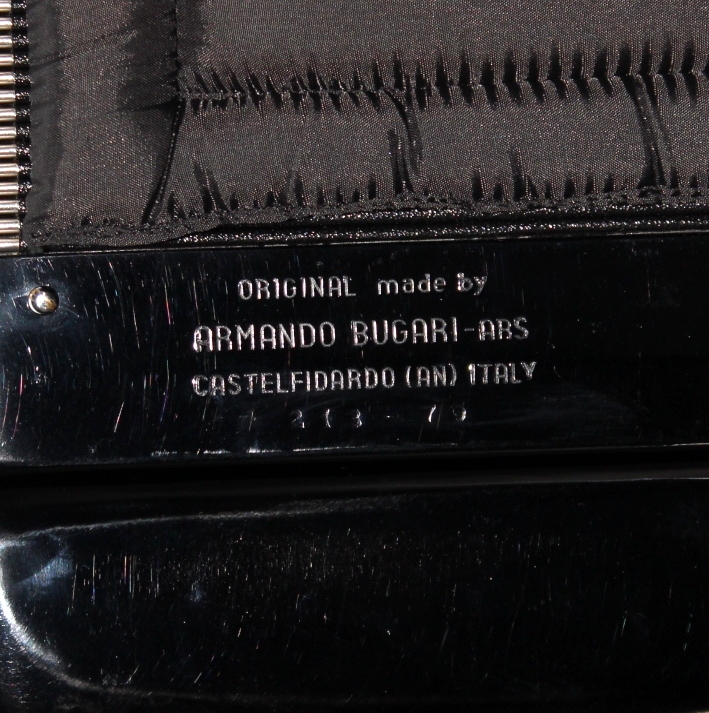 ORIGINAL made by
ARMANDO BUGARI-ABS
CASTELFIDARDO (AN) ITALY